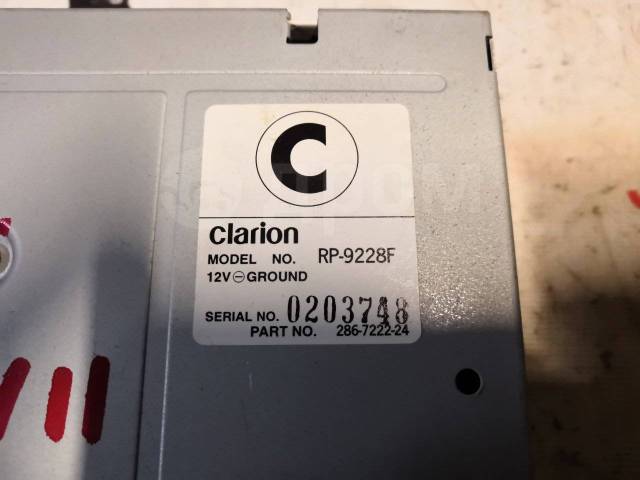 C
Clarion
MODEL NO. RP-9228F
12V⊖GROUND
SERIAL NO. 0203748
PART NO. 286-7222-24